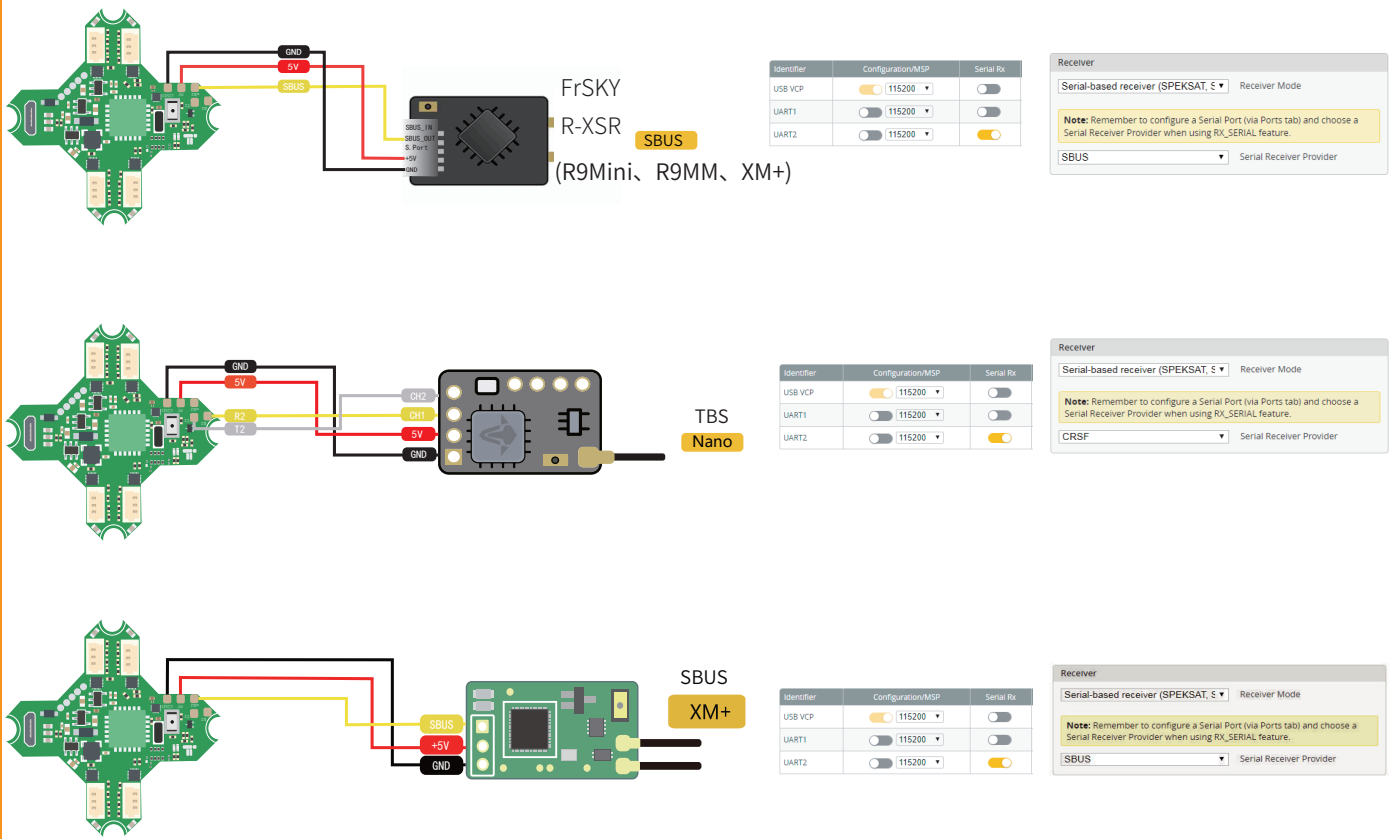 GND
5V
SBUS
SBUS_IN
SBUS_OUT
S.Port
+5V
GND
FrSKY
R-XSR
SBUS
(R9Mini、R9MM、XM+)
Identifier Configuration/MSP Serial Rx
USB VCP 115200
UART1 115200
UART2 115200
Receiver
Serial-based receiver (SPEKSAT, S Receiver Mode
Note: Remember to configure a Serial Port (via Ports tab) and choose a
Serial Receiver Provider when using RX_SERIAL feature.
SBUS Serial Receiver Provider
GND
5V
R2
T2
CH2
CH1
5V
GND
TBS
Nano
Identifier Configuration/MSP Serial Rx
USB VCP 115200
UART1 115200
UART2 115200
Receiver
Serial-based receiver (SPEKSAT, S Receiver Mode
Note: Remember to configure a Serial Port (via Ports tab) and choose a
Serial Receiver Provider when using RX_SERIAL feature.
CRSF Serial Receiver Provider
SBUS
+5V
GND
SBUS
XM+
Identifier Configuration/MSP Serial Rx
USB VCP 115200
UART1 115200
UART2 115200
Receiver
Serial-based receiver (SPEKSAT, S Receiver Mode
Note: Remember to configure a Serial Port (via Ports tab) and choose a
Serial Receiver Provider when using RX_SERIAL feature.
SBUS Serial Receiver Provider